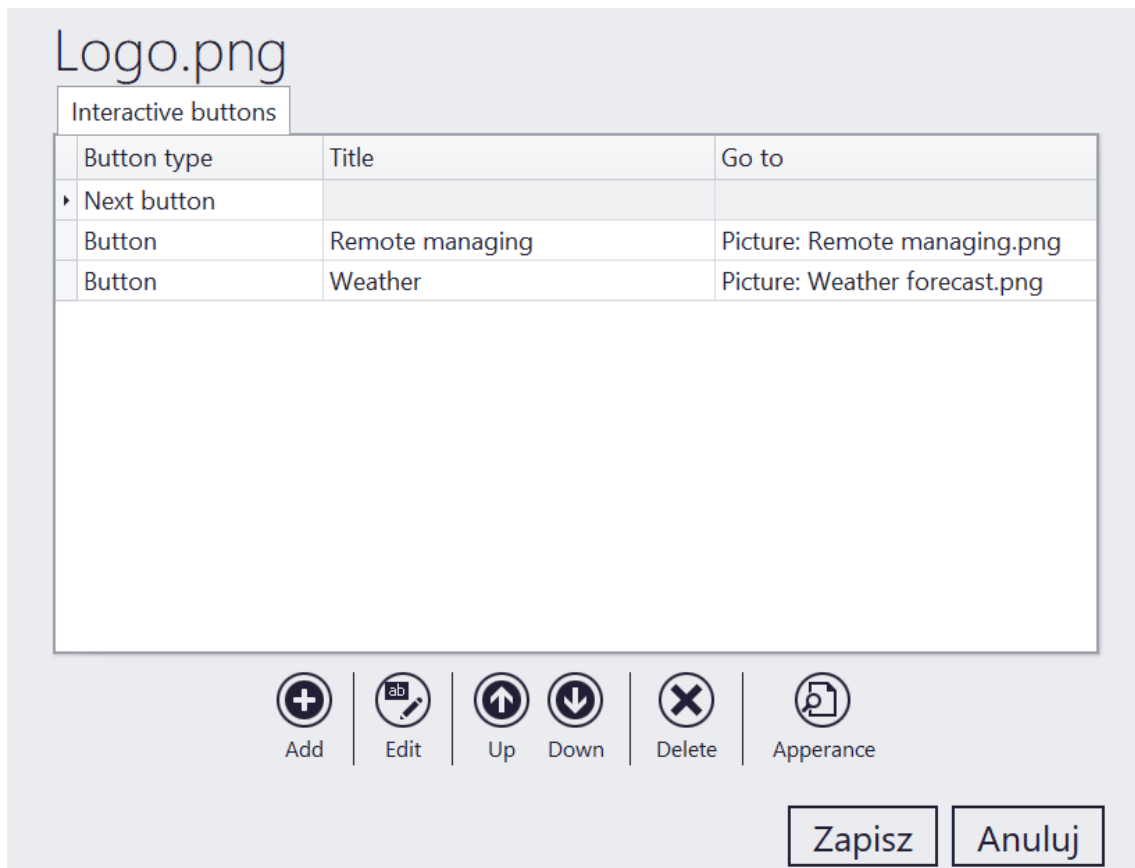 Logo.png
Interactive buttons
Button type Title Go to
Next button
Button Remote managing Picture: Remote managing.png
Button Weather Picture: Weather forecast.png
ab
Add Edit Up Down Delete Apperance
Zapisz Anuluj